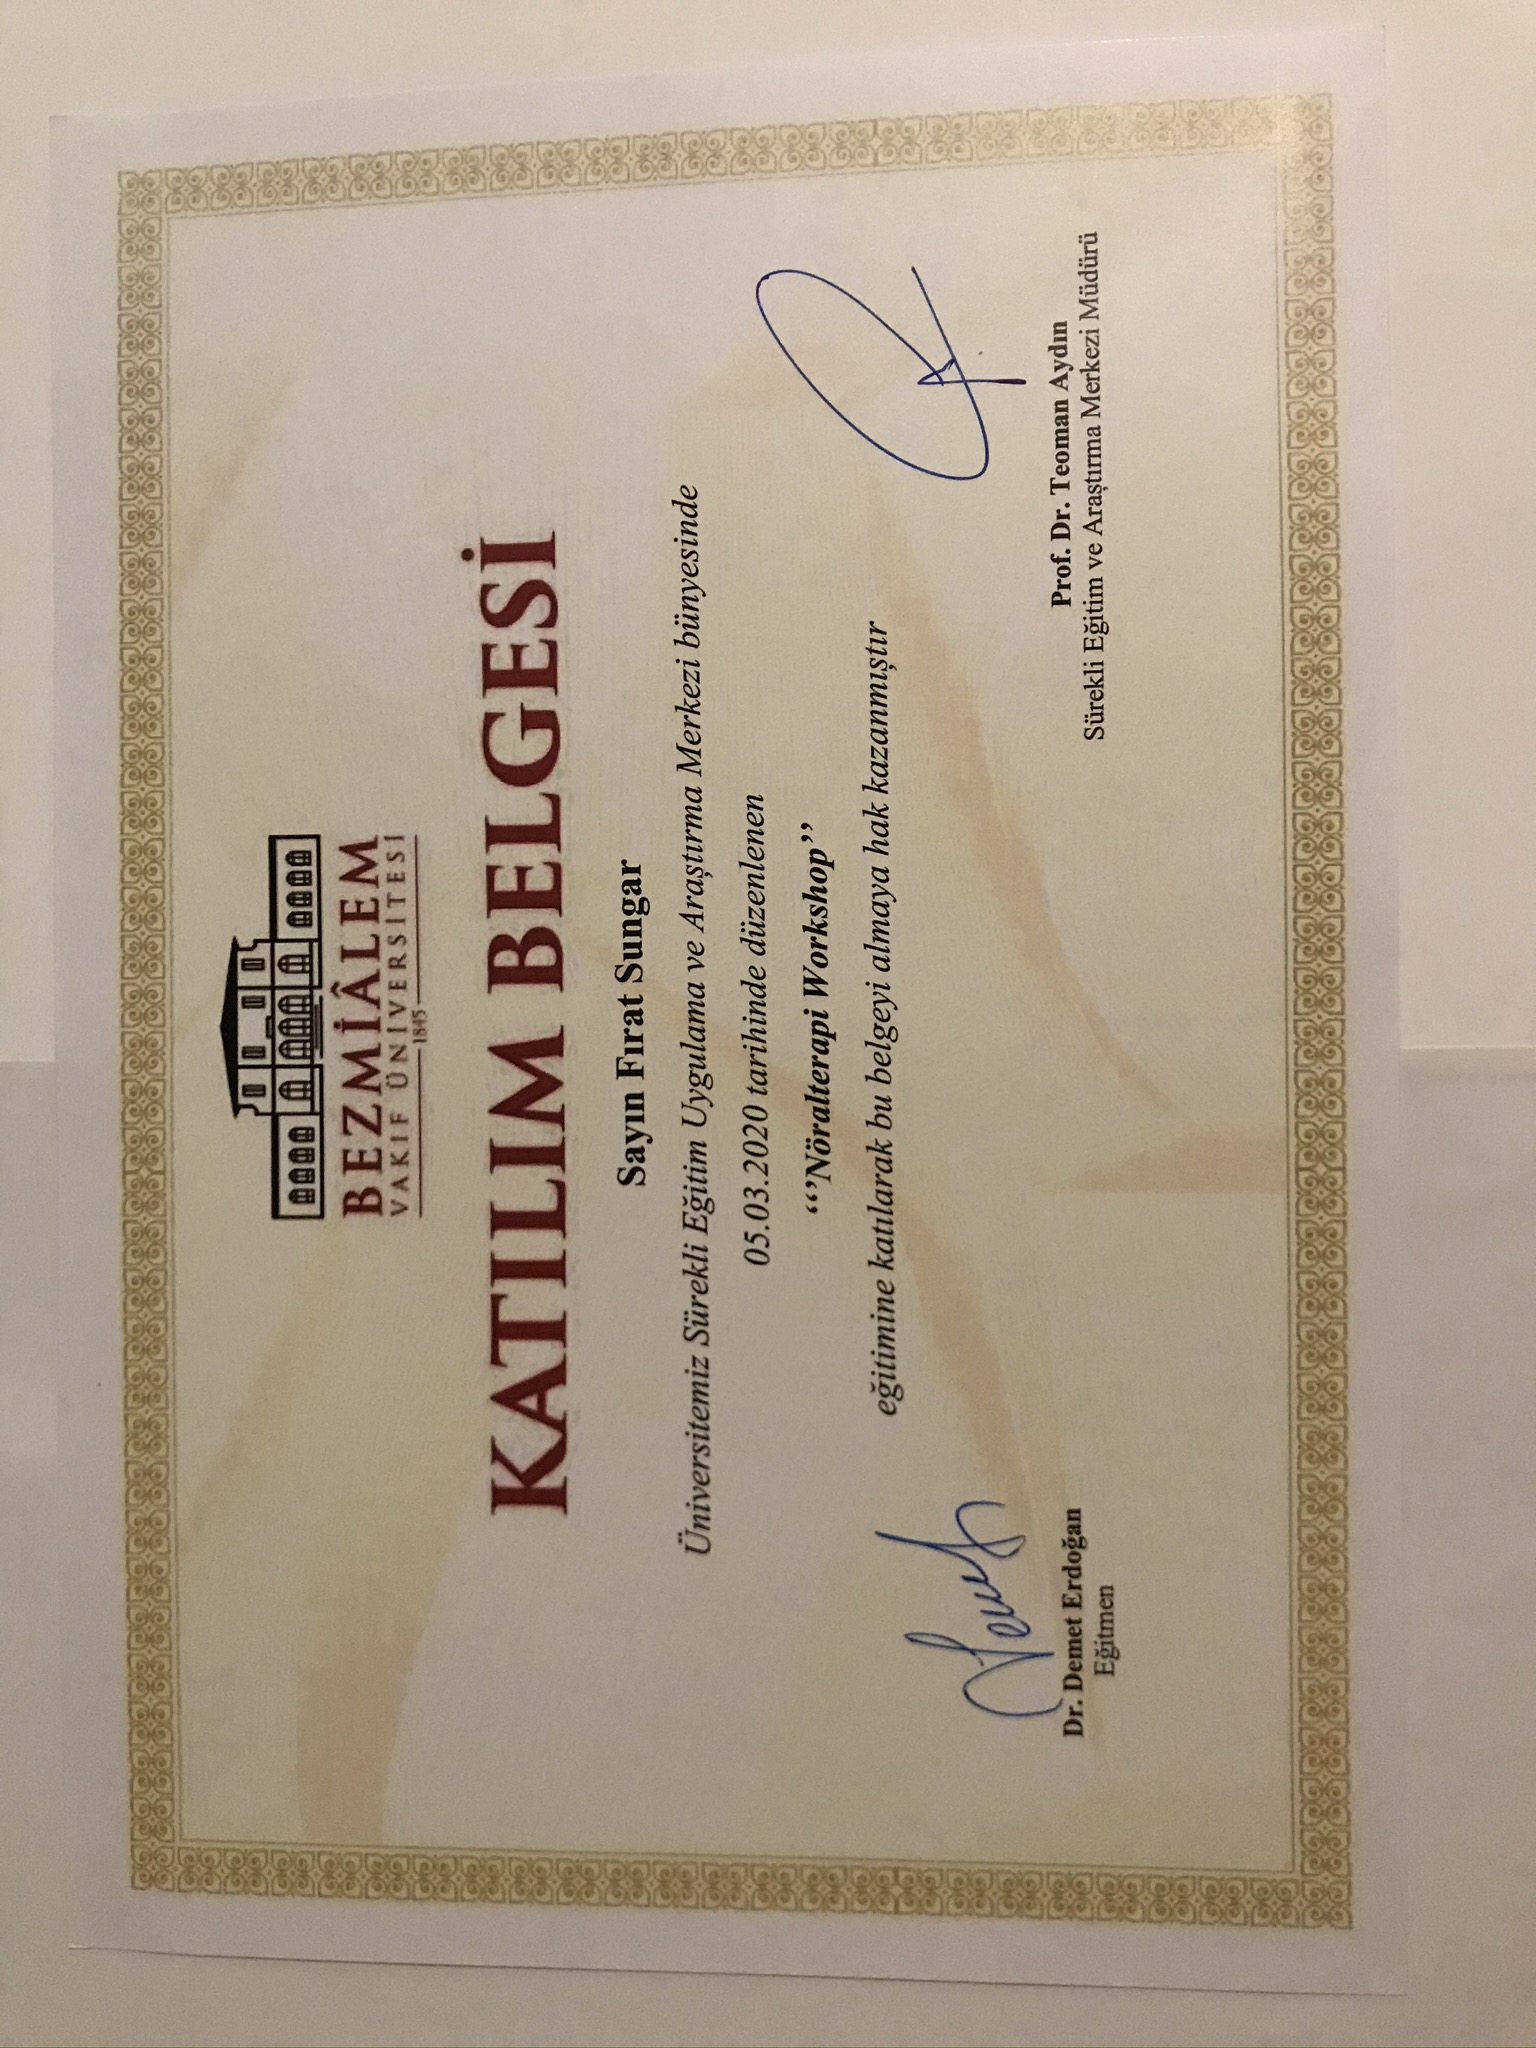 BEZMİÂLEM
VAKIF ÜNİVERSİTESİ
1845
KATILIM BELGESİ
Sayın Fırat Sungar
Üniversitemiz Sürekli Eğitim Uygulama ve Araştırma Merkezi bünyesinde
05.03.2020 tarihinde düzenlenen
“’Nöralterapi Workshop”
eğitimine katılarak bu belgeyi almaya hak kazanmıştır
Dr. Demet Erdoğan
Eğitmen
Prof. Dr. Teoman Aydın
Sürekli Eğitim ve Araştırma Merkezi Müdürü